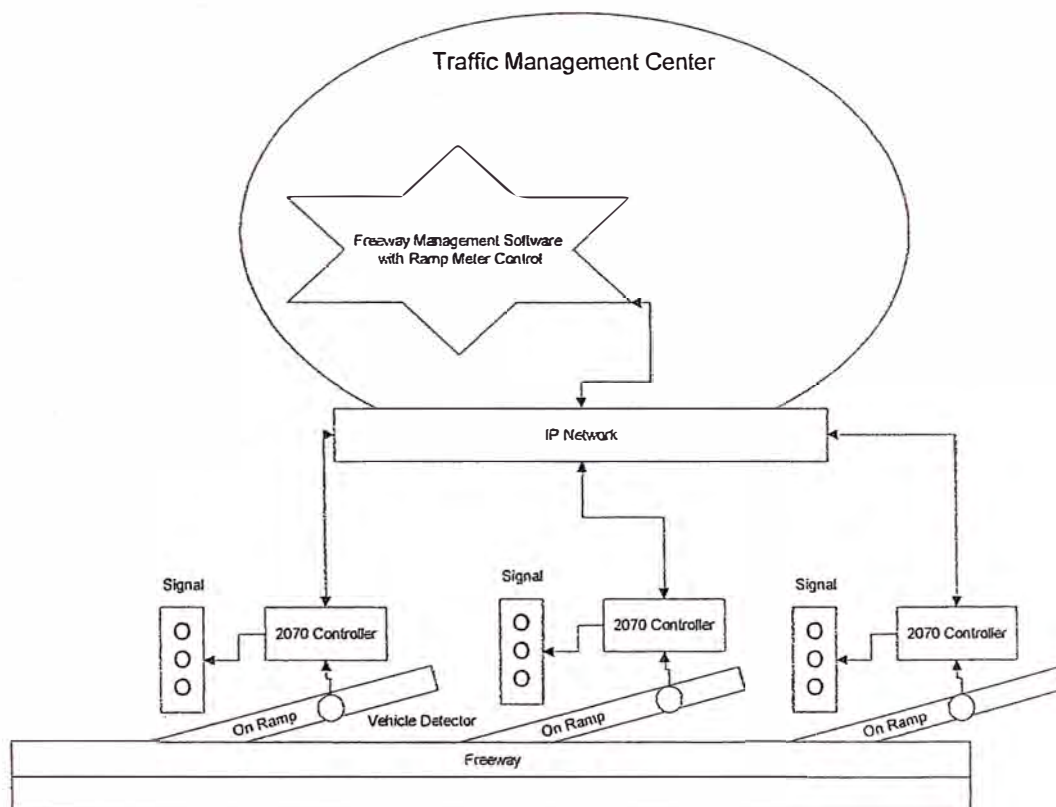 Traffic Management Center
Freeway Management Software
with Ramp Meter Control
IP Network
Signal
2070 Controller
Signal
2070 Controller
Signal
2070 Controller
On Ramp
Vehicle Detector
On Ramp
On Ramp
Freeway